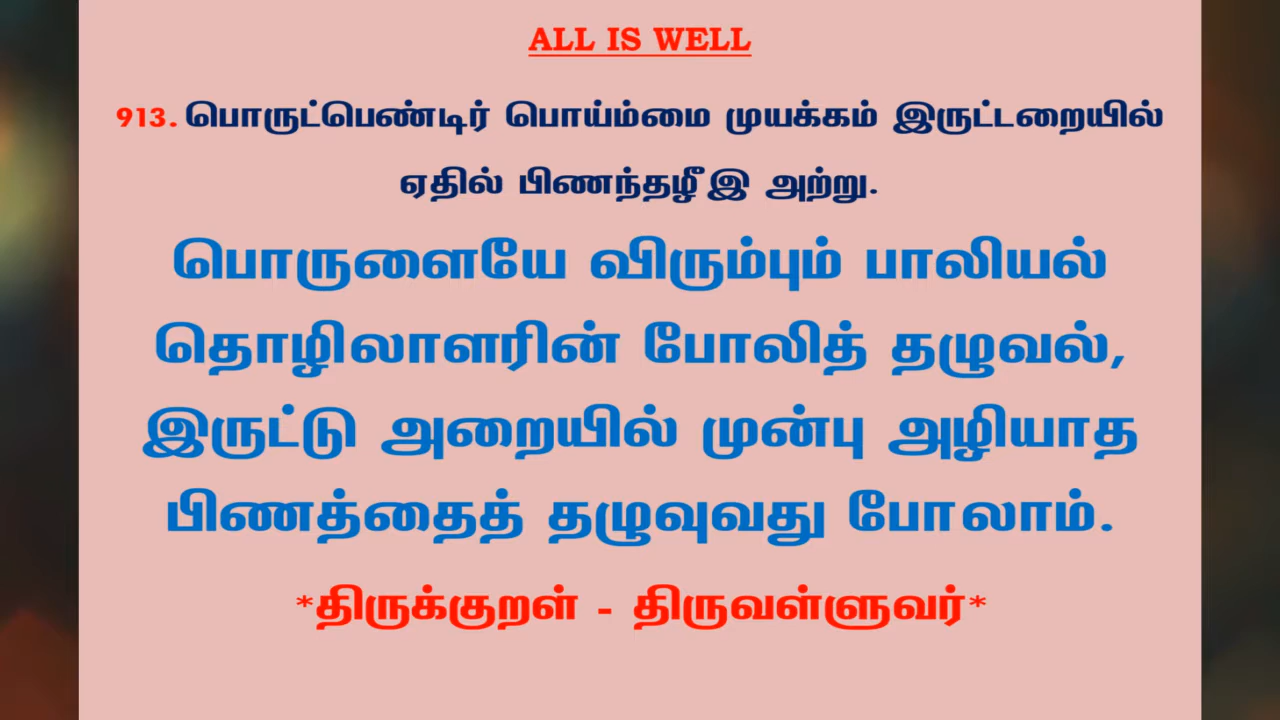 ALL IS WELL
913. பொருட்பெண்டிர் பொய்ம்மை முயக்கம் இருட்டறையில்
ஏதில் பிணந்தழீஇ அற்று.
பொருளையே விரும்பும் பாலியல்
தொழிலாளரின் போலித் தழுவல்,
இருட்டு அறையில் முன்பு அழியாத
பிணத்தைத் தழுவுவது போலாம்.
*திருக்குறள் - திருவள்ளுவர்*